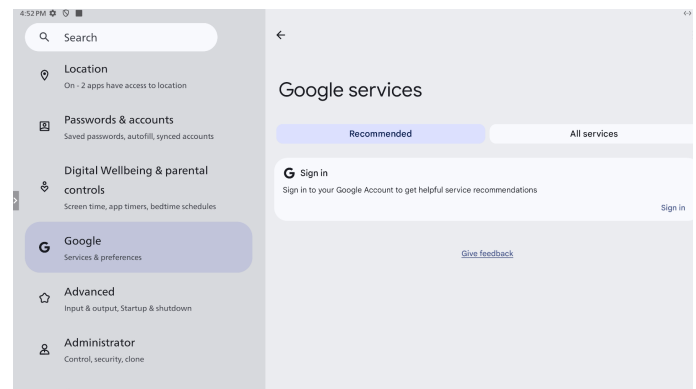 4:52 PM
Search
Location
On - 2 apps have access to location
Passwords & accounts
Saved passwords, autofill, synced accounts
Digital Wellbeing & parental
controls
Screen time, app timers, bedtime schedules
Google
Services & preferences
Advanced
Input & output, Startup & shutdown
Administrator
Control, security, clone
Google services
Recommended
All services
G Sign in
Sign in to your Google Account to get helpful service recommendations
Sign in
Give feedback